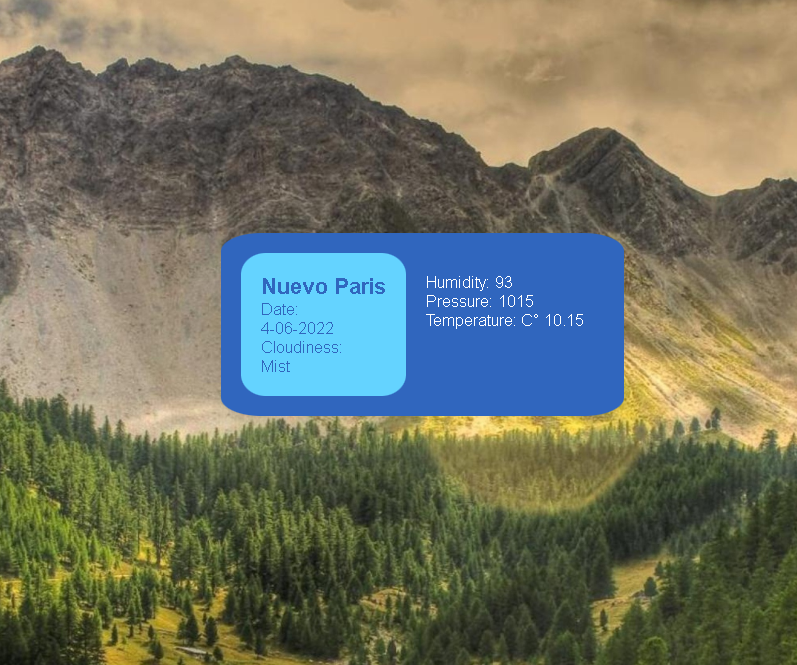 Nuevo Paris
Date:
4-06-2022
Cloudiness:
Mist
Humidity: 93
Pressure: 1015
Temperature: C° 10.15